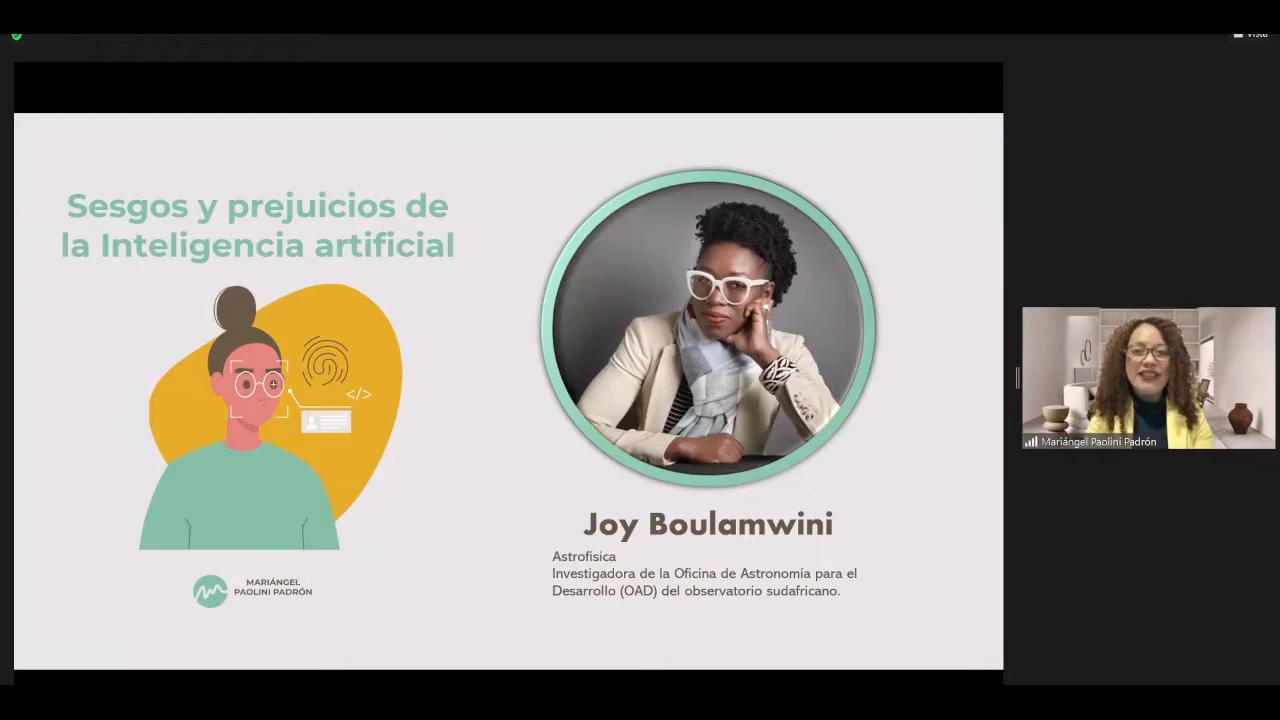 Vista
Sesgos y prejuicios de
la Inteligencia artificial
</>
MARIÁNGEL
PAOLINI PADRÓN
Joy Boulamwini
Astrofísica
Investigadora de la Oficina de Astronomía para el
Desarrollo (OAD) del observatorio sudafricano.
Mariángel Paolini Padrón